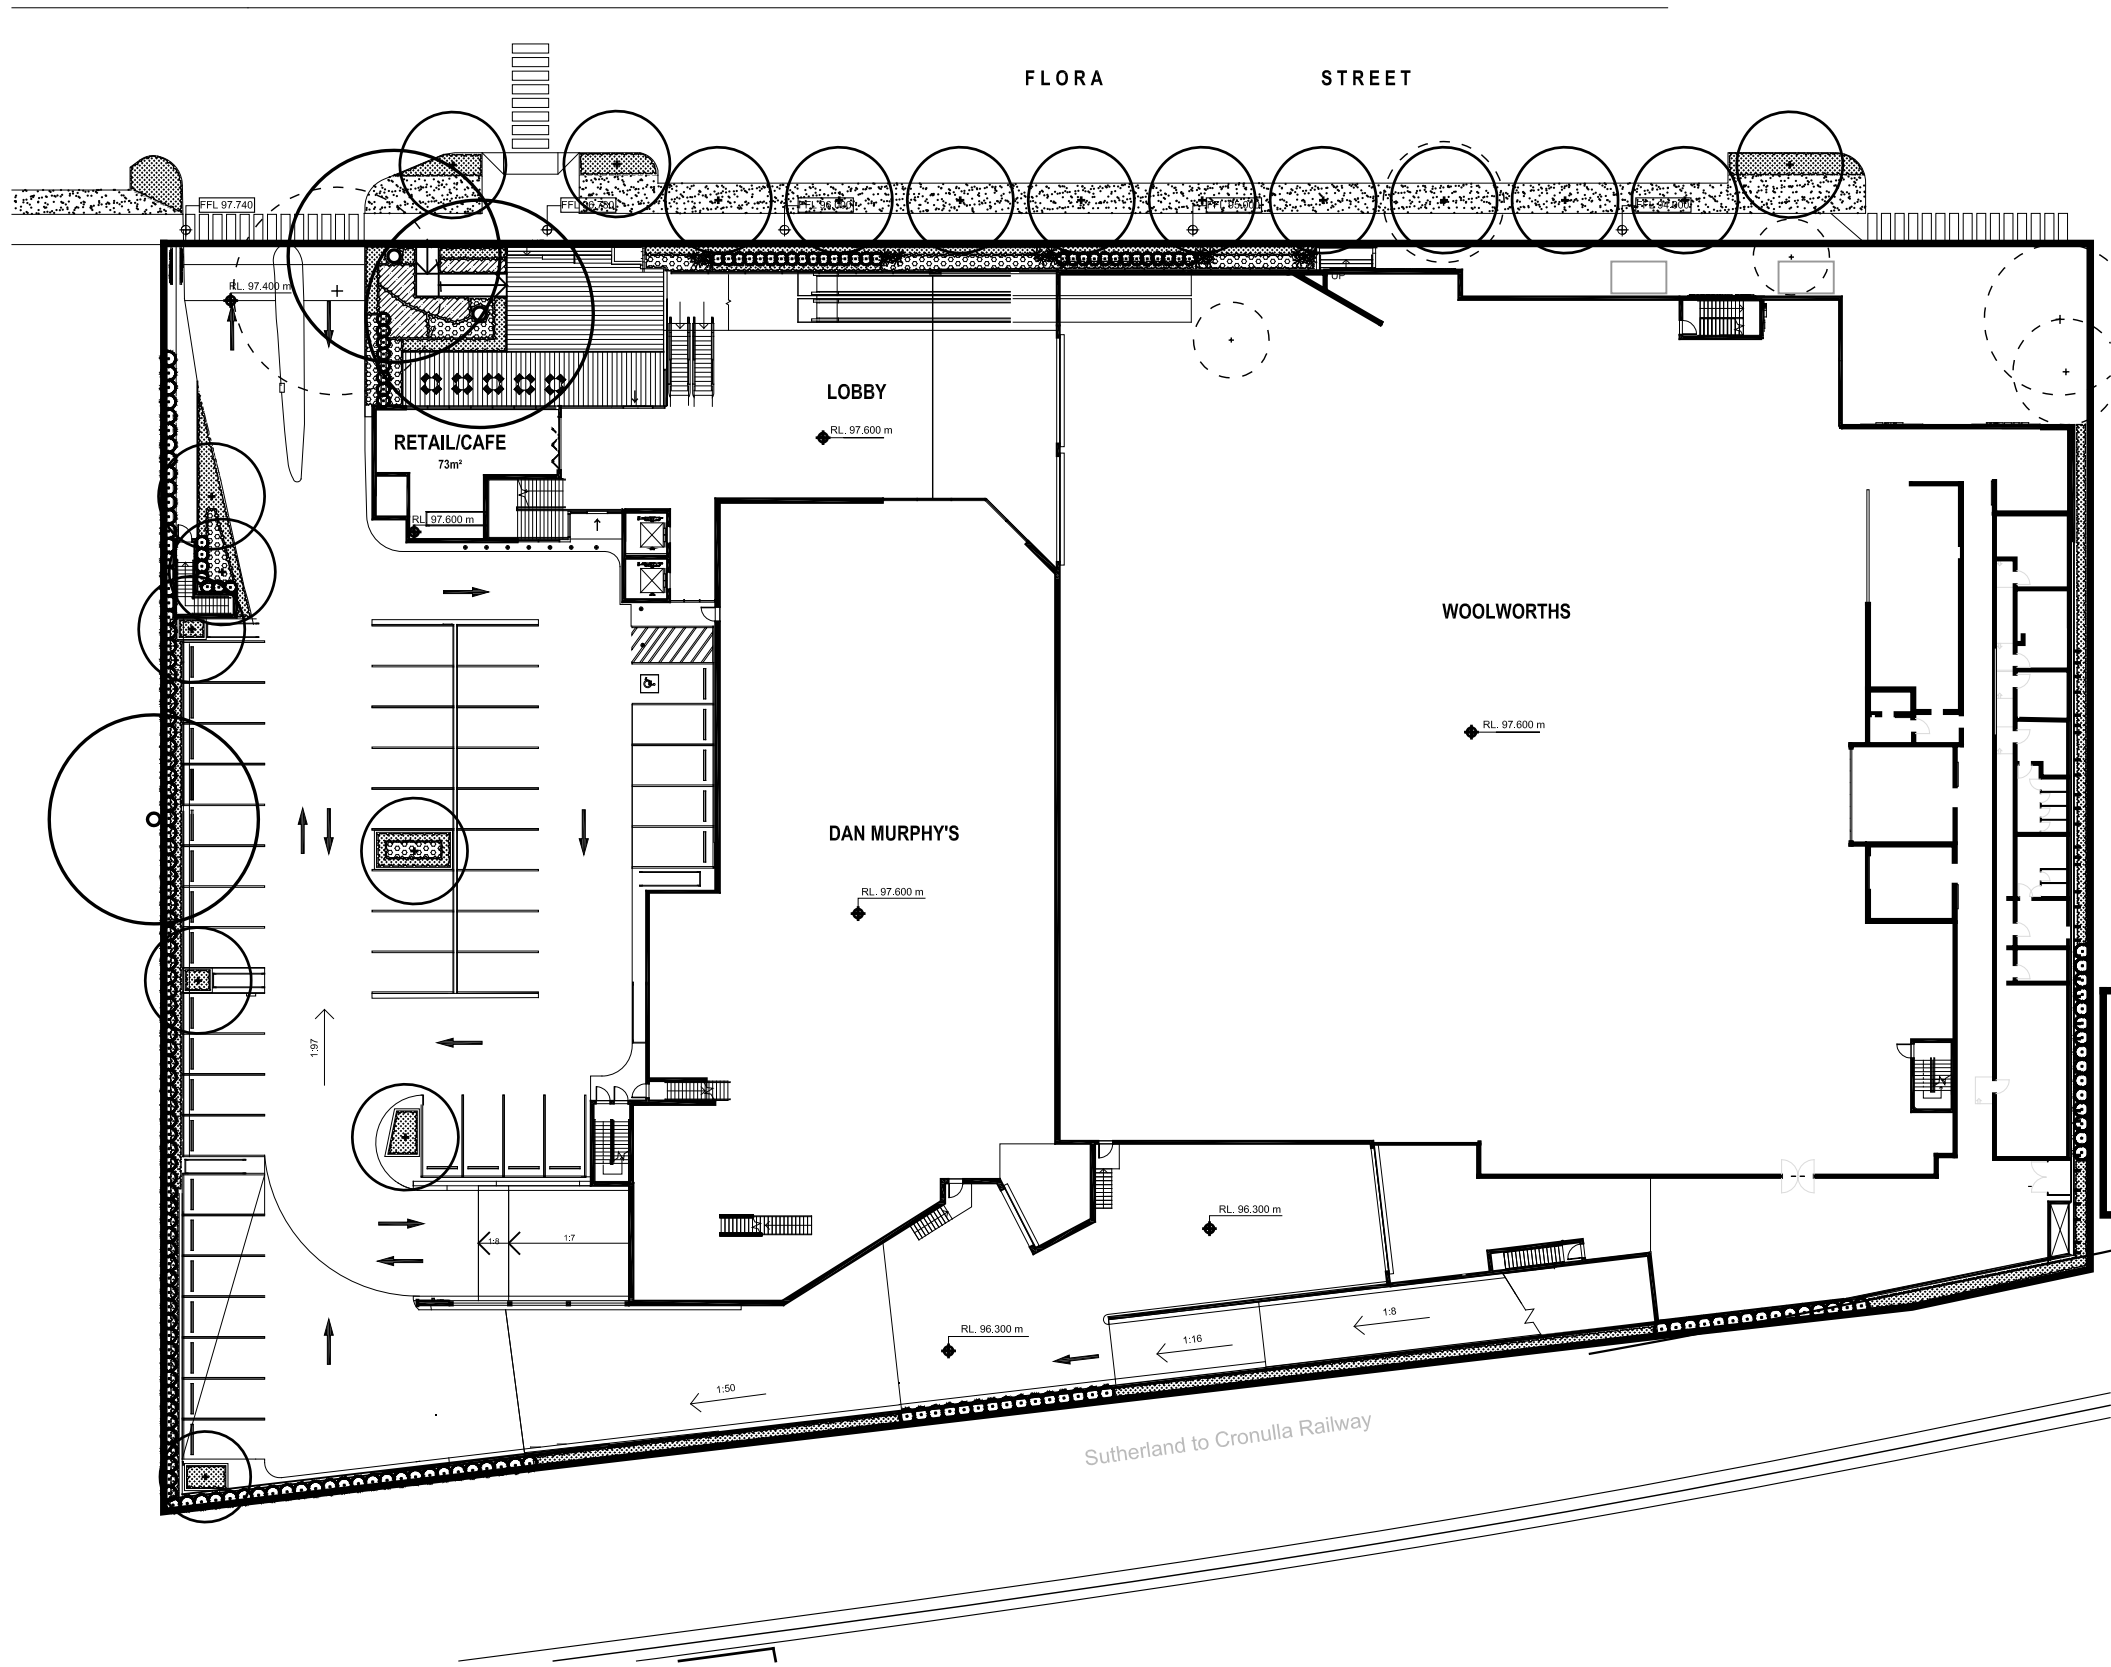 FLORA STREET
FFL 97.740
UP
RL. 97.400 m
LOBBY
RL. 97.600 m
RETAIL/CAFE
73m²
RL. 97.600 m
WOOLWORTHS
RL. 97.600 m
DAN MURPHY'S
RL. 97.600 m
1:97
RL. 96.300 m
1:8
1:7
1:8
RL. 96.300 m
1:16
1:50
Sutherland to Cronulla Railway